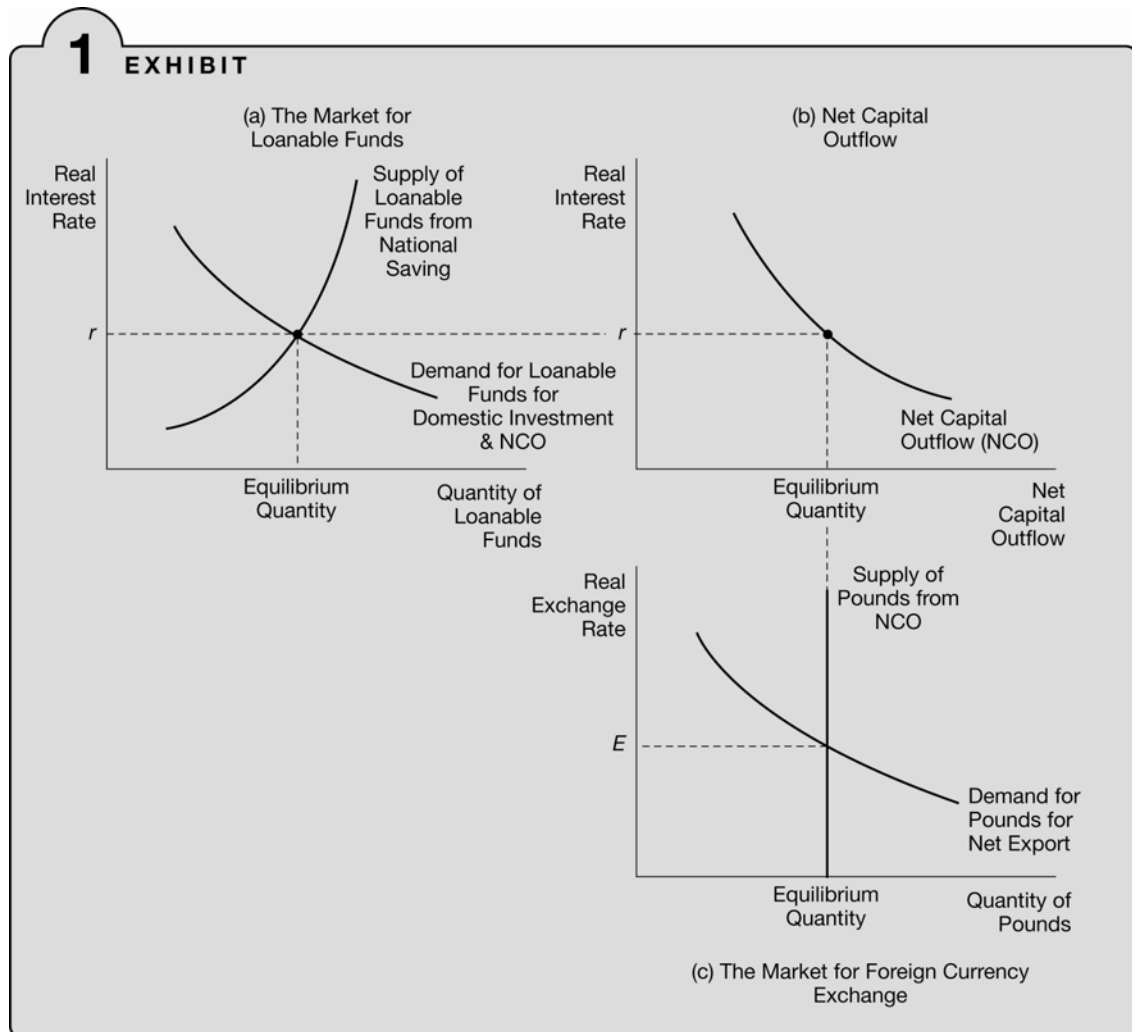 1 EXHIBIT
(a) The Market for
Loanable Funds
Real
Interest
Rate
Supply of
Loanable
Funds from
National
Saving
r
Demand for Loanable
Funds for
Domestic Investment
& NCO
Equilibrium
Quantity
Quantity of
Loanable
Funds
(b) Net Capital
Outflow
Real
Interest
Rate
r
Net Capital
Outflow (NCO)
Equilibrium
Quantity
Net
Capital
Outflow
Real
Exchange
Rate
Supply of
Pounds from
NCO
E
Demand for
Pounds for
Net Export
Equilibrium
Quantity
Quantity of
Pounds
(c) The Market for Foreign Currency
Exchange